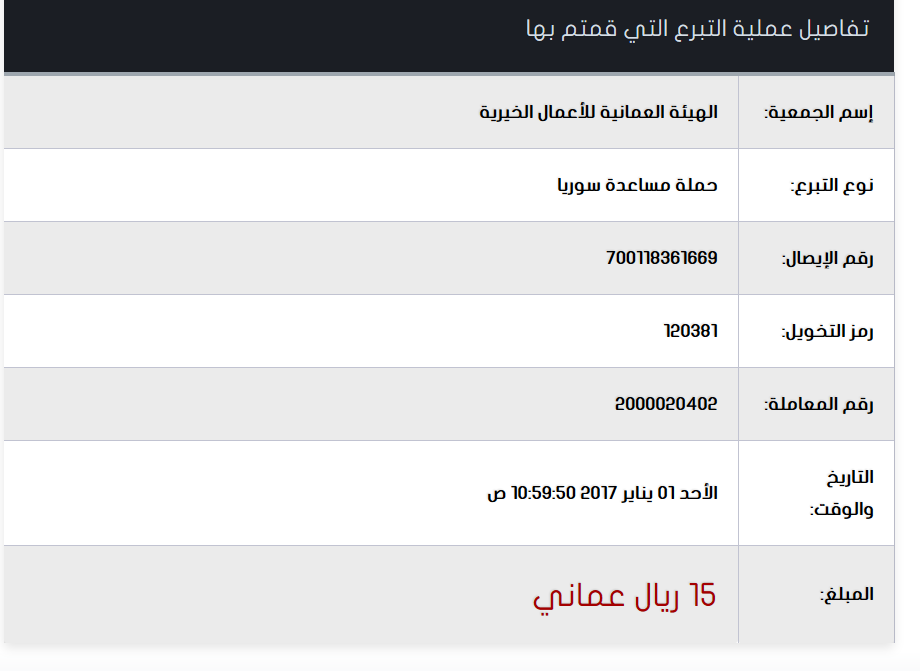 تفاصيل عملية التبرع التي قمتم بها
إسم الجمعية: الهيئة العمانية للأعمال الخيرية
نوع التبرع: حملة مساعدة سوريا
رقم الإيصال: 700118361669
رمز التخويل: 120381
رقم المعاملة: 2000020402
التاريخ
والوقت: الأحد 01 يناير 2017 10:59:50 ص
المبلغ: 15 ريال عماني